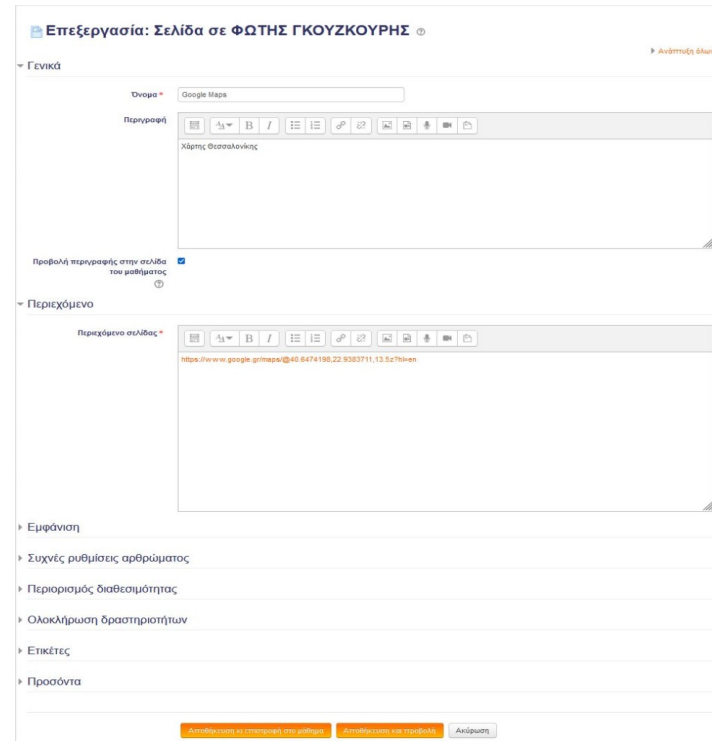 Επεξεργασία: Σελίδα σε ΦΩΤΗΣ ΓΚΟΥΖΚΟΥΡΗΣ
Ανάπτυξη όλων
Γενικά
Όνομα *
Google Maps
Περιγραφή
Χάρτης Θεσσαλονίκης
Προβολή περιγραφής στην σελίδα
του μαθήματος
Περιεχόμενο
Περιεχόμενο σελίδας *
https://www.google.gr/maps/@40.6474198,22.9383711,13.5z?hl=en
Εμφάνιση
Συχνές ρυθμίσεις αρθρώματος
Περιορισμός διαθεσιμότητας
Ολοκλήρωση δραστηριοτήτων
Ετικέτες
Προσόντα
Αποθήκευση κι επιστροφή στο μάθημα Αποθήκευση και προβολή Ακύρωση